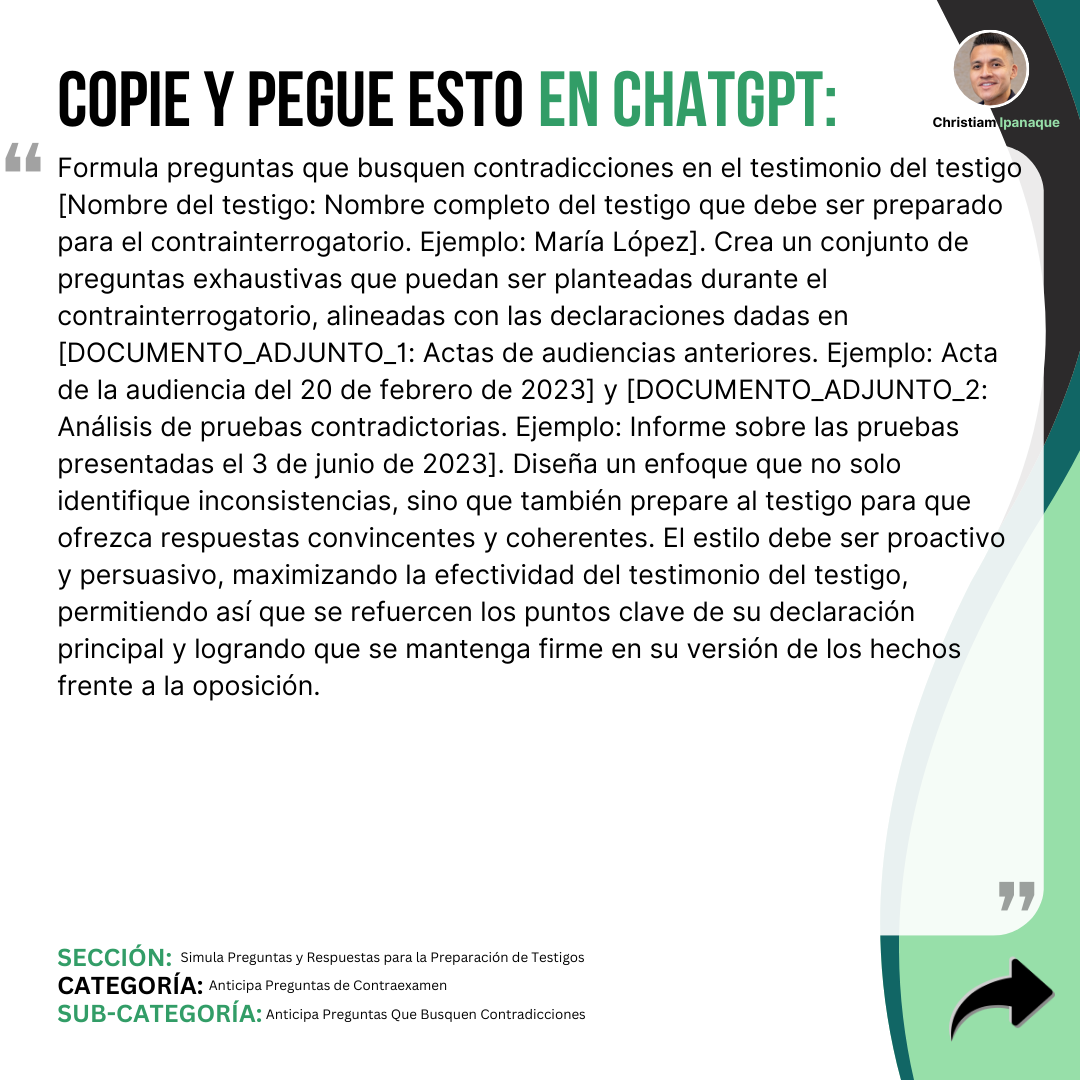 COPIE Y PEGUE ESTO EN CHATGPT:
Christiam Ipanaque
“
Formula preguntas que busquen contradicciones en el testimonio del testigo
[Nombre del testigo: Nombre completo del testigo que debe ser preparado
para el contrainterrogatorio. Ejemplo: María López]. Crea un conjunto de
preguntas exhaustivas que puedan ser planteadas durante el
contrainterrogatorio, alineadas con las declaraciones dadas en
[DOCUMENTO_ADJUNTO_1: Actas de audiencias anteriores. Ejemplo: Acta
de la audiencia del 20 de febrero de 2023] y [DOCUMENTO_ADJUNTO_2:
Análisis de pruebas contradictorias. Ejemplo: Informe sobre las pruebas
presentadas el 3 de junio de 2023]. Diseña un enfoque que no solo
identifique inconsistencias, sino que también prepare al testigo para que
ofrezca respuestas convincentes y coherentes. El estilo debe ser proactivo
y persuasivo, maximizando la efectividad del testimonio del testigo,
permitiendo así que se refuercen los puntos clave de su declaración
principal y logrando que se mantenga firme en su versión de los hechos
frente a la oposición.
”
SECCIÓN: Simula Preguntas y Respuestas para la Preparación de Testigos
CATEGORÍA: Anticipa Preguntas de Contraexamen
SUB-CATEGORÍA: Anticipa Preguntas Que Busquen Contradicciones